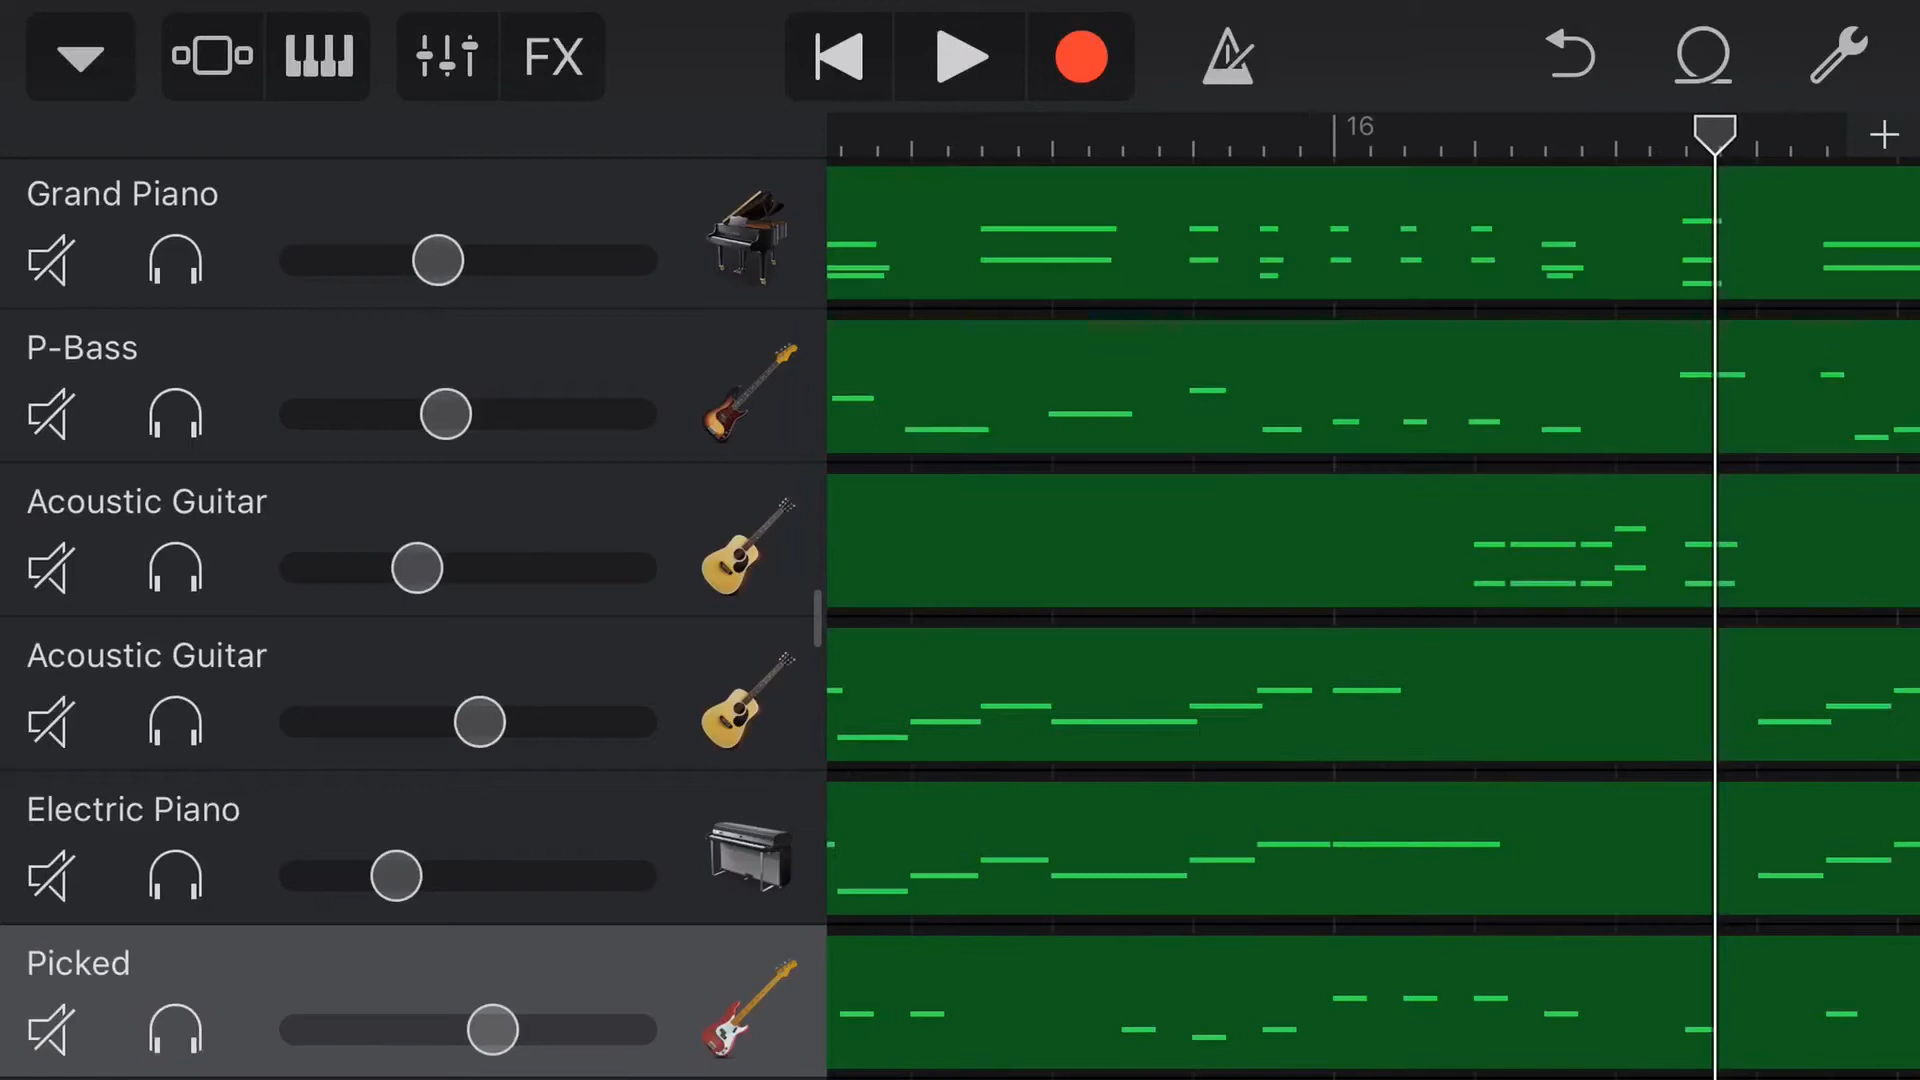 FX
16
Grand Piano
P-Bass
Acoustic Guitar
Acoustic Guitar
Electric Piano
Picked